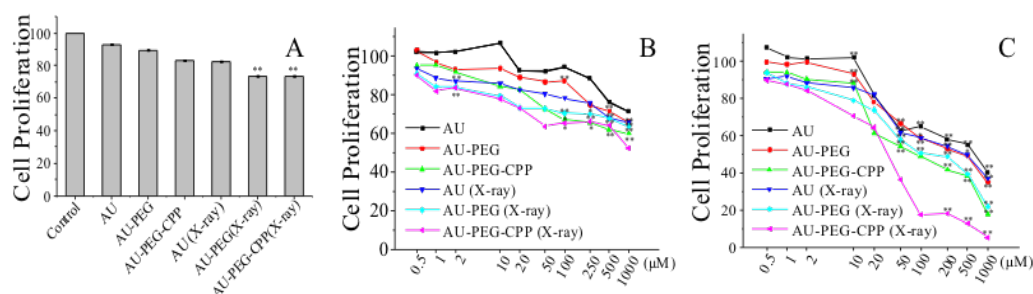 A
Cell Proliferation
100
80
60
40
20
0
** **
Control
AU
AU-PEG
AU-PEG-CPP
AU (X-ray)
AU-PEG(X-ray)
AU-PEG-CPP(X-ray)
B
Cell Proliferation
100
80
60
40
20
0
AU
AU-PEG
AU-PEG-CPP
AU (X-ray)
AU-PEG (X-ray)
AU-PEG-CPP (X-ray)
0.5 1 2 10 20 50 100 250 500 1000 (μM)
C
Cell Proliferation
100
80
60
40
20
0
AU
AU-PEG
AU-PEG-CPP
AU (X-ray)
AU-PEG (X-ray)
AU-PEG-CPP (X-ray)
0.5 1 2 10 20 50 100 200 500 1000 (μM)